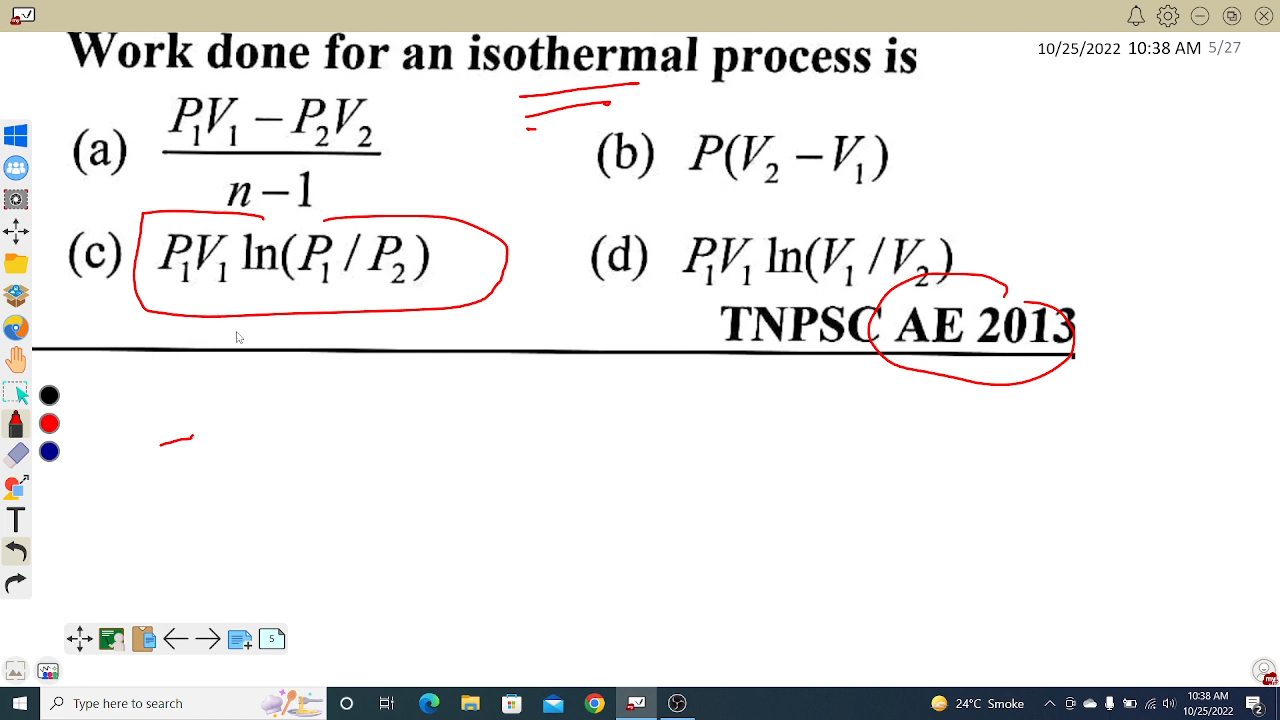 10/25/2022 10:38 AM 5/27
Work done for an isothermal process is
(a) P₁V₁ − P₂V₂ / n − 1
(b) P(V₂ − V₁)
(c) P₁V₁ ln(P₁ / P₂)
(d) P₁V₁ ln(V₁ / V₂)
TNPSC AE 2013
T
5
Type here to search
24°C Smoke
10:38 AM
10/25/2022